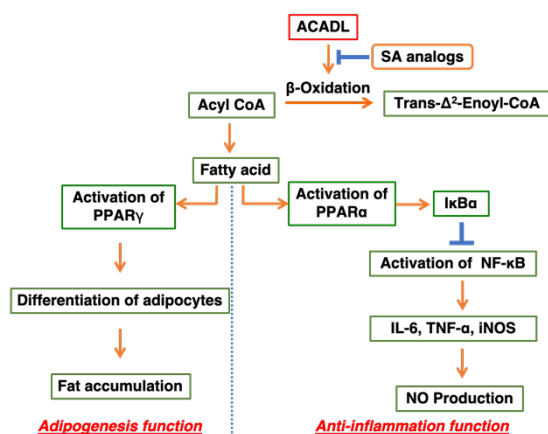 ACADL
SA analogs
β-Oxidation
Acyl CoA
Trans-Δ²-Enoyl-CoA
Fatty acid
Activation of
PPARγ
Activation of
PPARα
IκBα
Activation of NF-κB
Differentiation of adipocytes
IL-6, TNF-α, iNOS
Fat accumulation
NO Production
Adipogenesis function
Anti-inflammation function